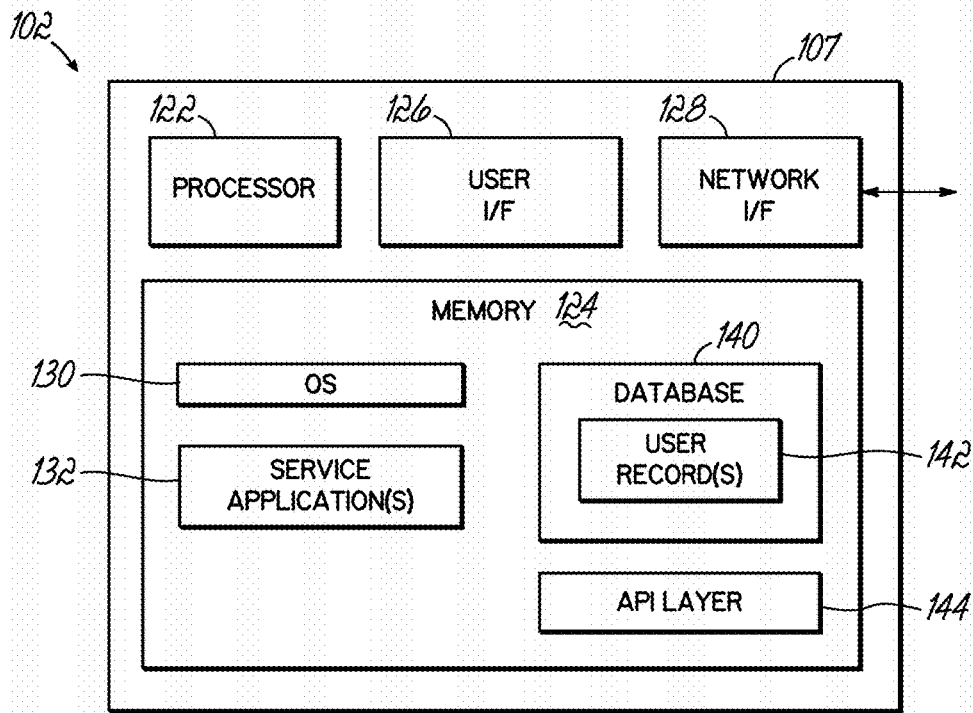 102
107
122
126
128
PROCESSOR
USER
I/F
NETWORK
I/F
MEMORY 124
130
OS
140
DATABASE
USER
RECORD(S)
142
132
SERVICE
APPLICATION(S)
API LAYER
144